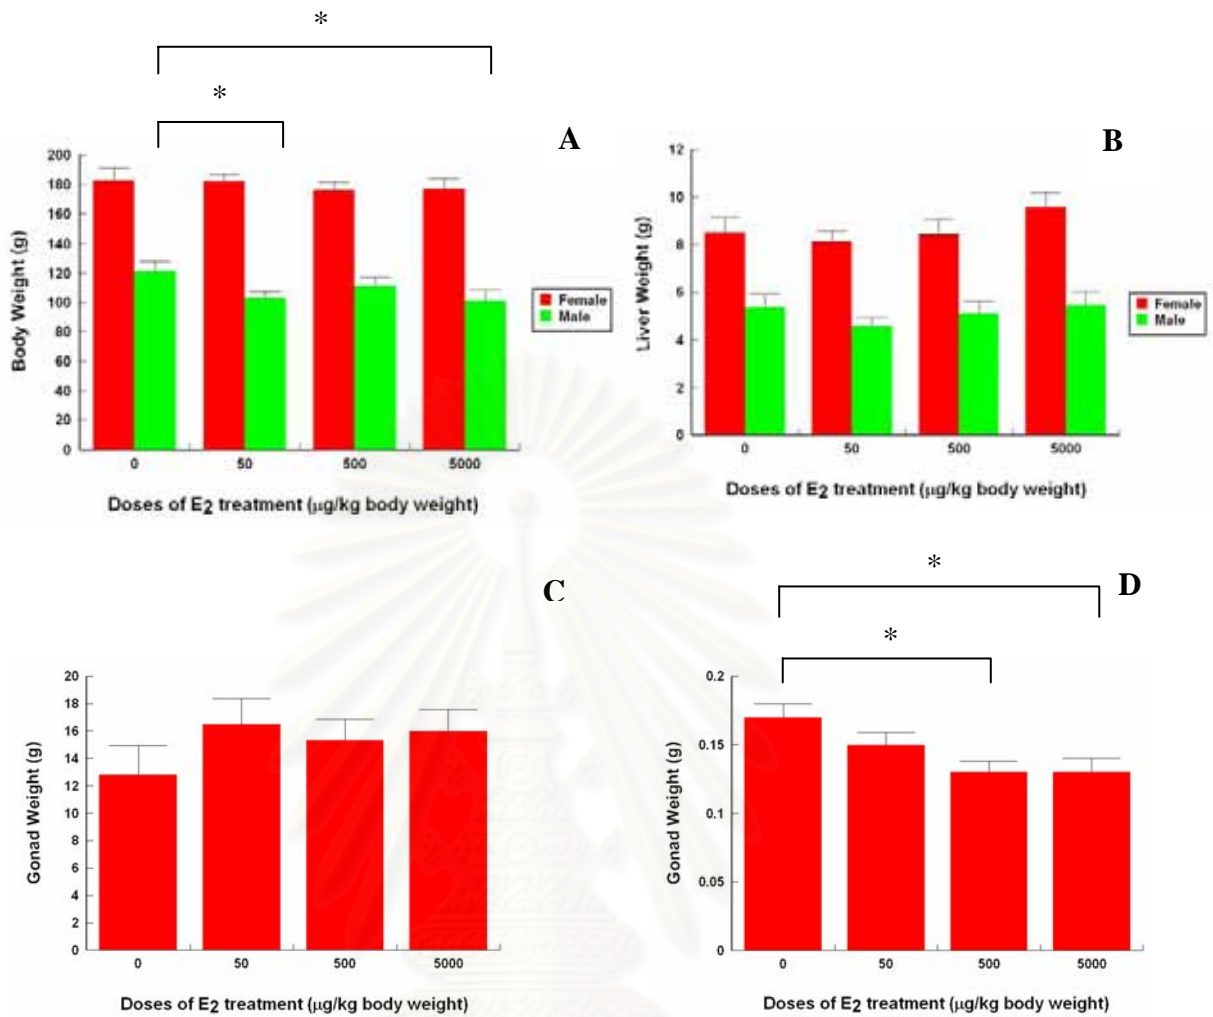 *
*
A
200
180
160
140
120
100
80
60
40
20
0
Body Weight (g)
0 50 500 5000
Doses of E2 treatment (µg/kg body weight)
Female
Male
B
12
10
8
6
4
2
0
Liver Weight (g)
0 50 500 5000
Doses of E2 treatment (µg/kg body weight)
Female
Male
C
20
18
16
14
12
10
8
6
4
2
0
Gonad Weight (g)
0 50 500 5000
Doses of E2 treatment (µg/kg body weight)
*
D
*
0.2
0.15
0.1
0.05
0
Gonad Weight (g)
0 50 500 5000
Doses of E2 treatment (µg/kg body weight)